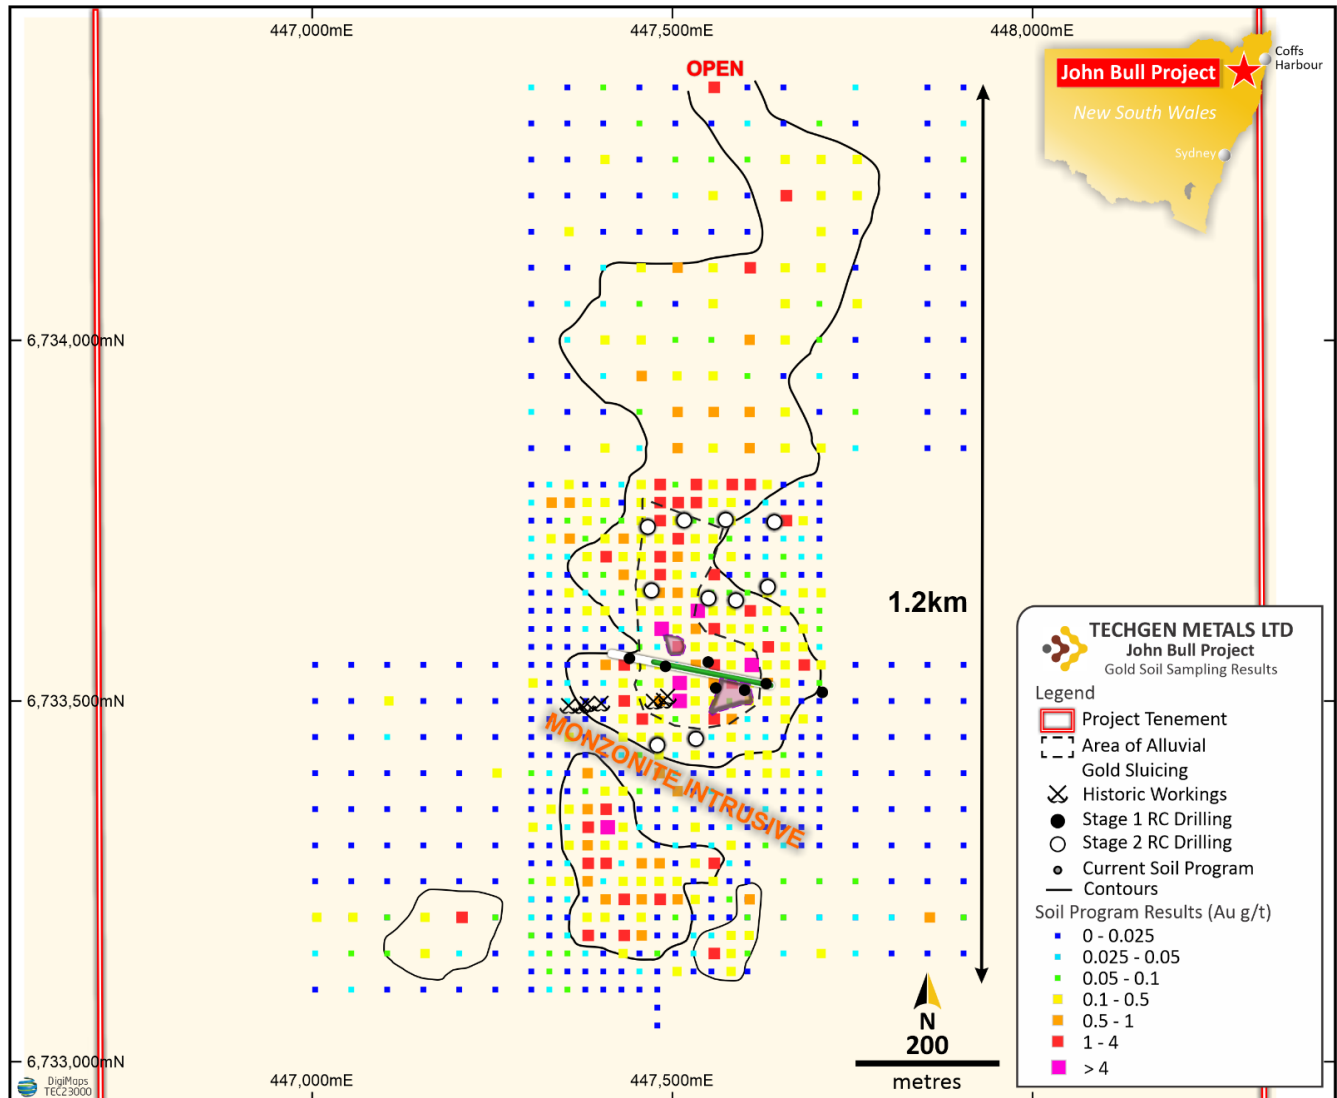 447,000mE
447,500mE
448,000mE
OPEN
Coffs
Harbour
John Bull Project
New South Wales
Sydney
6,734,000mN
1.2km
6,733,500mN
MONZONITE INTRUSIVE
TECHGEN METALS LTD
John Bull Project
Gold Soil Sampling Results
Legend
Project Tenement
Area of Alluvial
Gold Sluicing
Historic Workings
Stage 1 RC Drilling
Stage 2 RC Drilling
Current Soil Program
Contours
Soil Program Results (Au g/t)
0 - 0.025
0.025 - 0.05
0.05 - 0.1
0.1 - 0.5
0.5 - 1
1 - 4
> 4
N
200
metres
6,733,000mN
DigiMaps
TEC23000
447,000mE
447,500mE